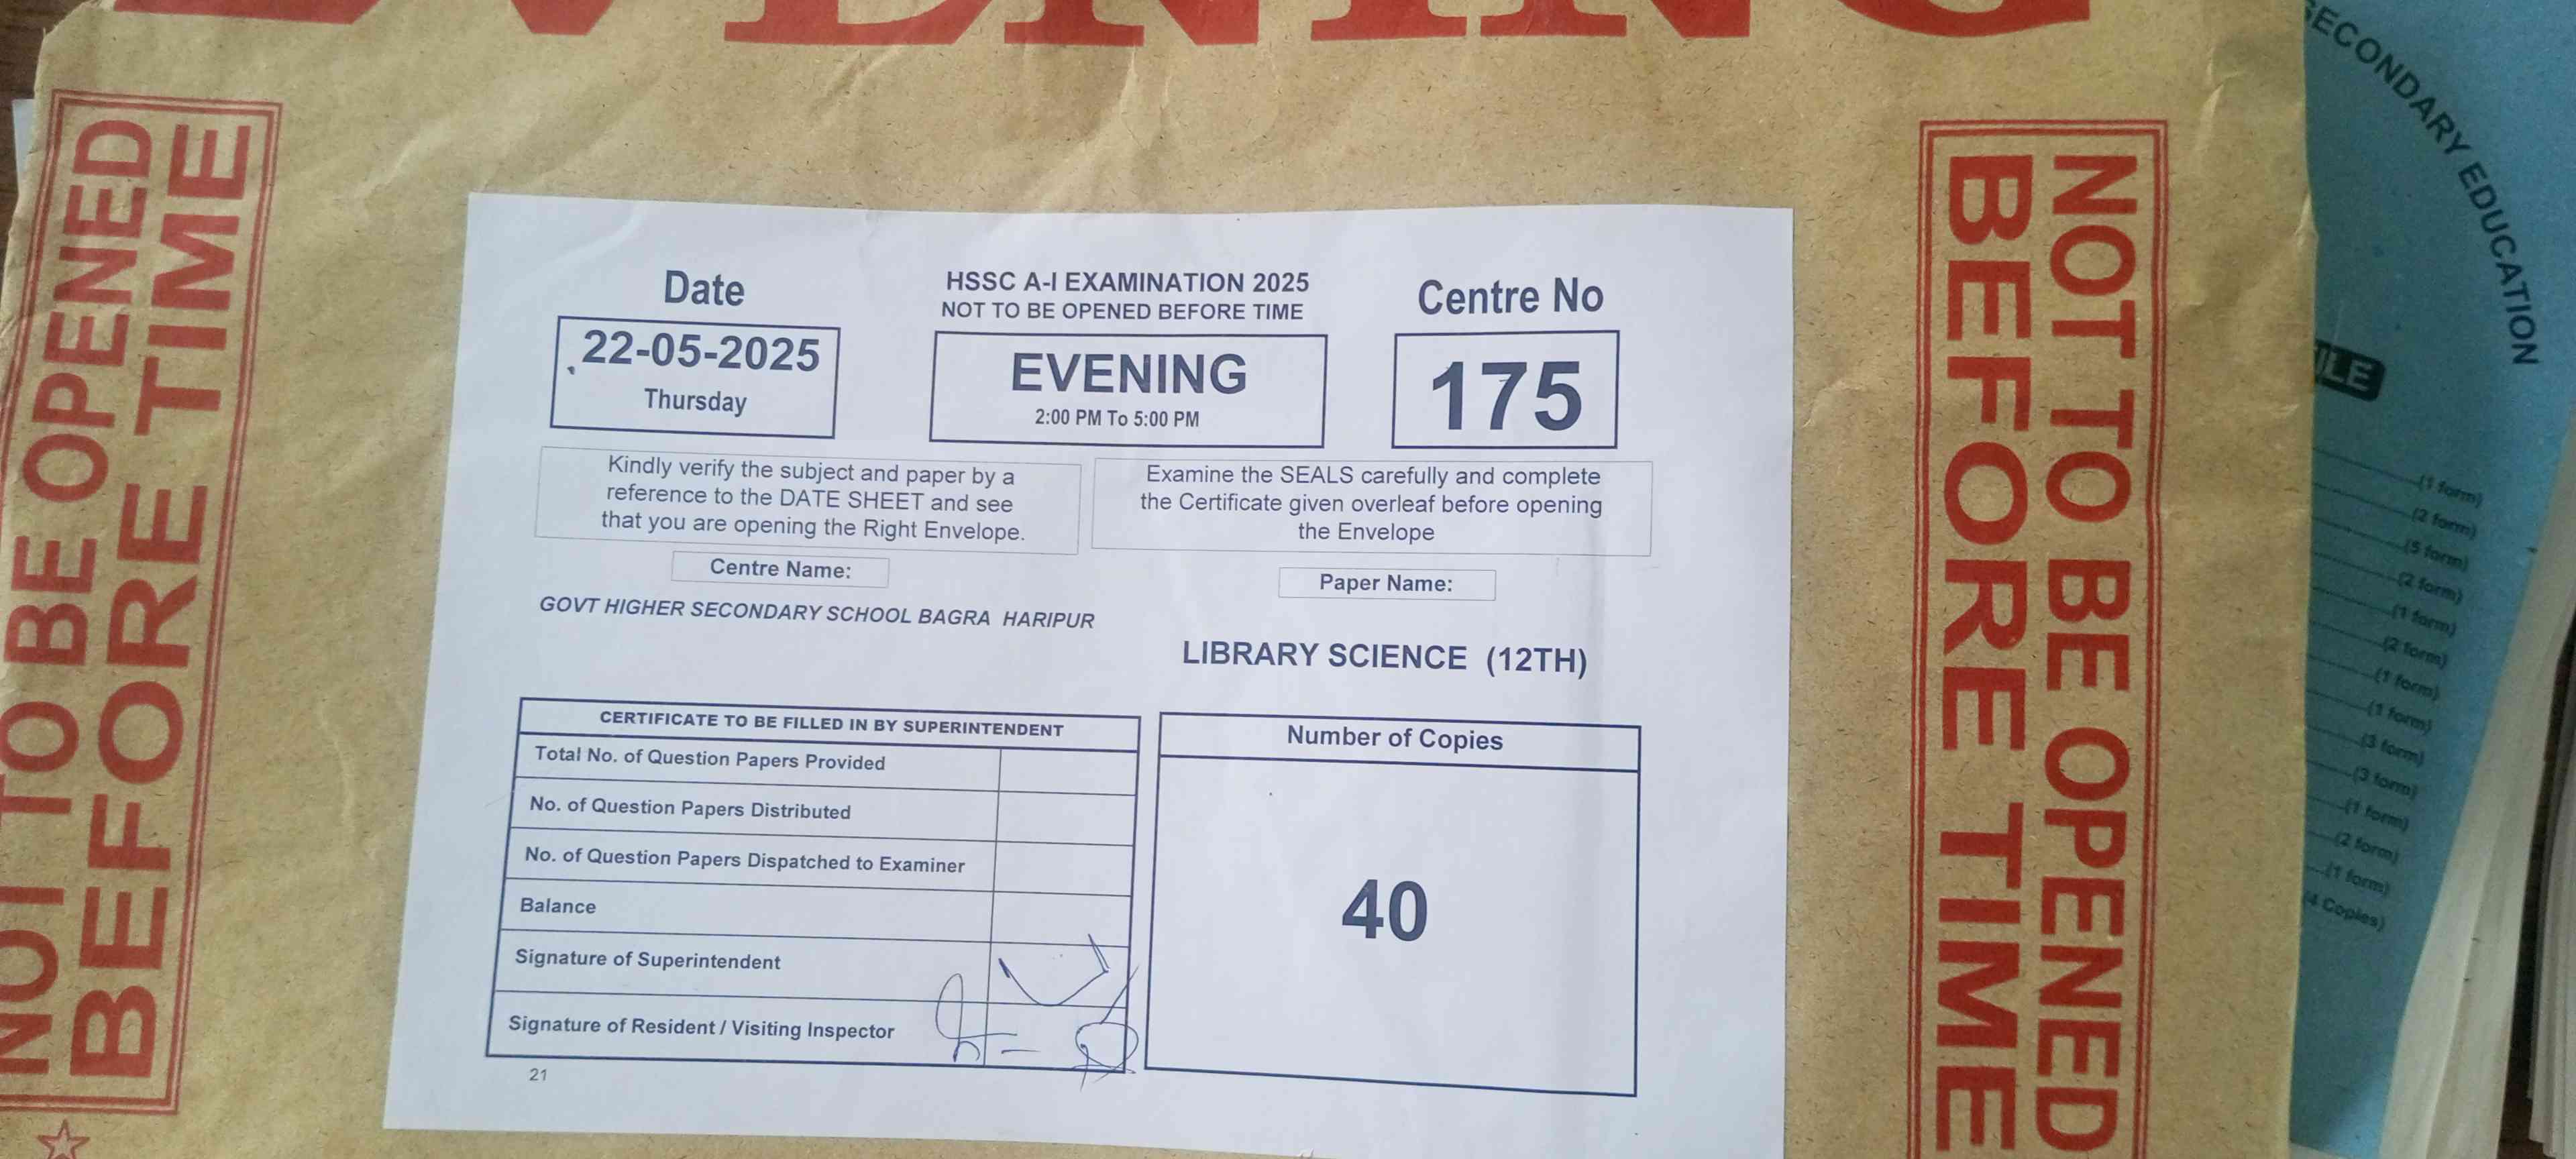 EVENING
NOT TO BE OPENED
BEFORE TIME
Date
22-05-2025
Thursday
HSSC A-I EXAMINATION 2025
NOT TO BE OPENED BEFORE TIME
EVENING
2:00 PM To 5:00 PM
Centre No
175
Kindly verify the subject and paper by a
reference to the DATE SHEET and see
that you are opening the Right Envelope.
Examine the SEALS carefully and complete
the Certificate given overleaf before opening
the Envelope
Centre Name:
GOVT HIGHER SECONDARY SCHOOL BAGRA HARIPUR
Paper Name:
LIBRARY SCIENCE (12TH)
CERTIFICATE TO BE FILLED IN BY SUPERINTENDENT
Total No. of Question Papers Provided
No. of Question Papers Distributed
No. of Question Papers Dispatched to Examiner
Balance
Signature of Superintendent
Signature of Resident / Visiting Inspector
21
Number of Copies
40
NOT TO BE OPENED
BEFORE TIME
SECONDARY EDUCATION
(1 form)
(2 form)
(5 form)
(2 form)
(1 form)
(2 form)
(1 form)
(1 form)
(3 form)
(3 form)
(1 form)
(2 form)
(1 form)
(4 Copies)